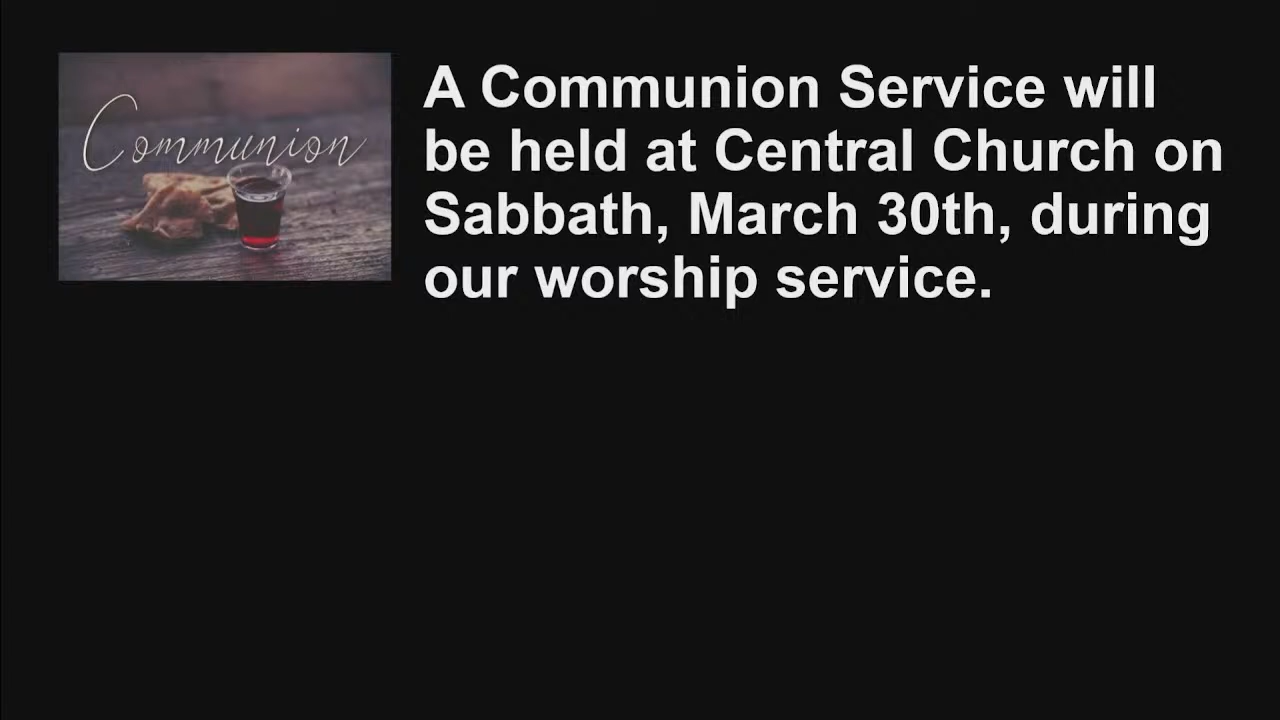 Communion
A Communion Service will
be held at Central Church on
Sabbath, March 30th, during
our worship service.